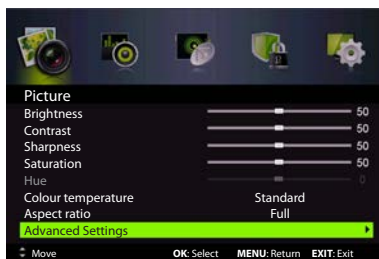 Picture
Brightness 50
Contrast 50
Sharpness 50
Saturation 50
Hue 0
Colour temperature Standard
Aspect ratio Full
Advanced Settings
Move OK: Select MENU: Return EXIT: Exit